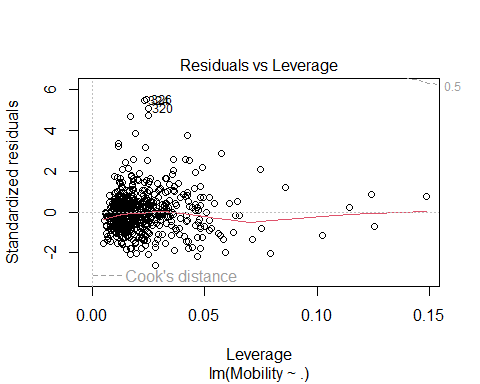 Residuals vs Leverage
Standardized residuals
6
4
2
0
-2
0.5
326
320
Cook's distance
0.00
0.05
0.10
0.15
Leverage
lm(Mobility ~ .)